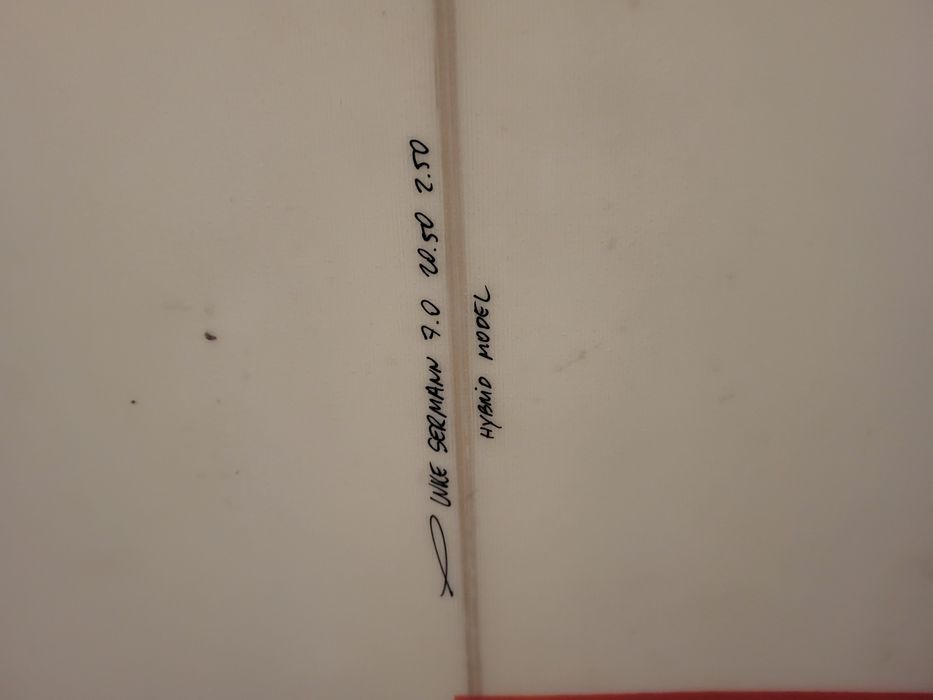 LUKE SERMANN 7.0 20.50 2.50
HYBRID MODEL